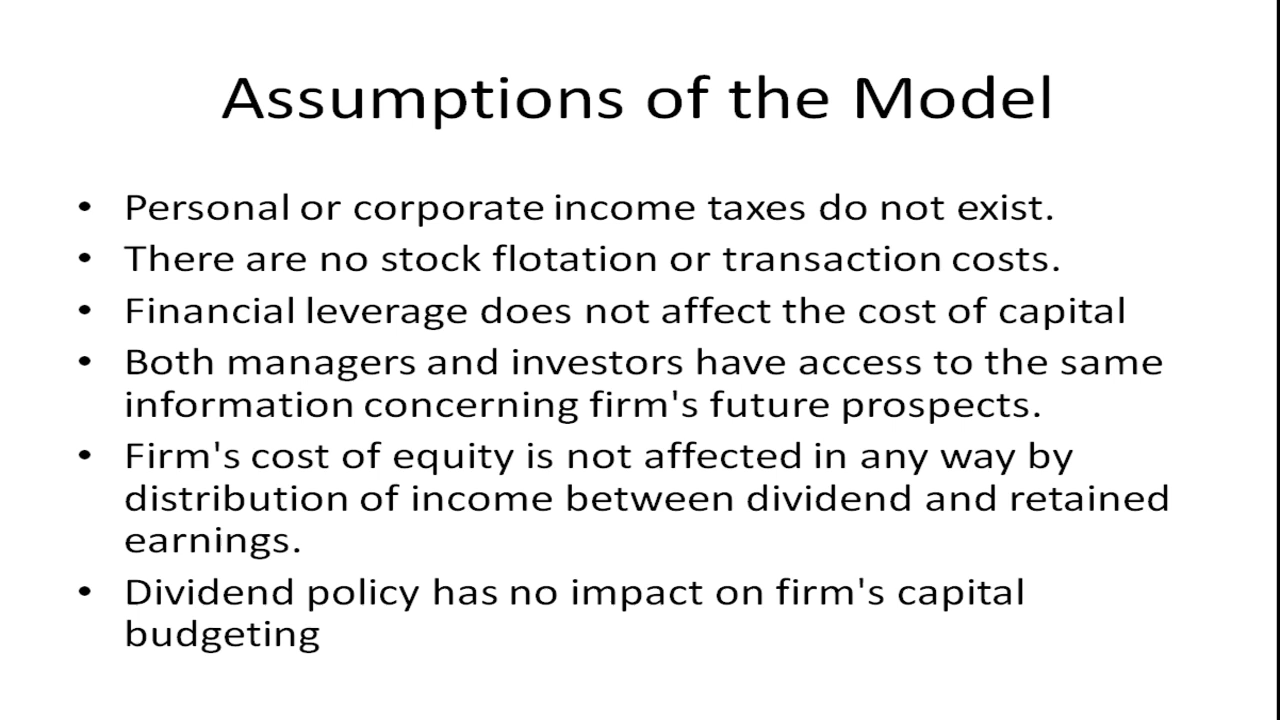 Assumptions of the Model
• Personal or corporate income taxes do not exist.
• There are no stock flotation or transaction costs.
• Financial leverage does not affect the cost of capital
• Both managers and investors have access to the same
information concerning firm's future prospects.
• Firm's cost of equity is not affected in any way by
distribution of income between dividend and retained
earnings.
• Dividend policy has no impact on firm's capital
budgeting